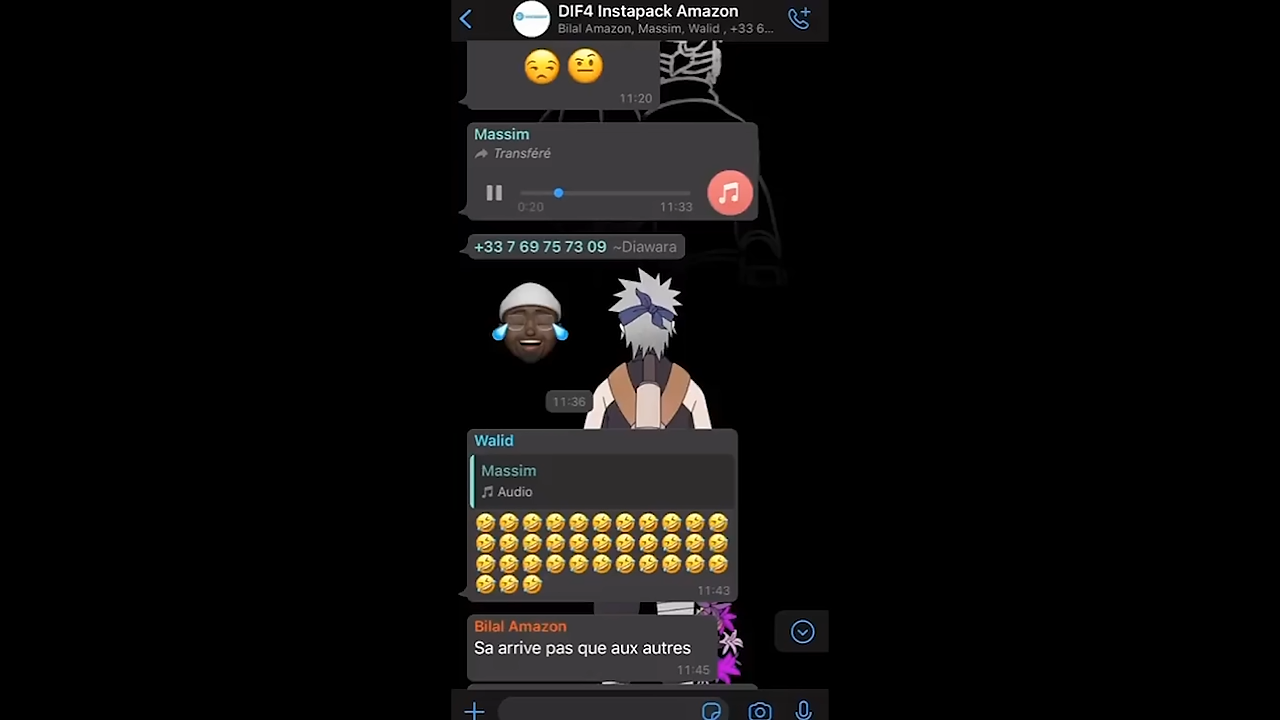 DIF4 Instapack Amazon
Bilal Amazon, Massim, Walid , +33 6...
11:20
Massim
Transféré
0:20
11:33
+33 7 69 75 73 09 ~Diawara
11:36
Walid
Massim
Audio
🤣🤣🤣🤣🤣🤣🤣🤣🤣🤣🤣
🤣🤣🤣🤣🤣🤣🤣🤣🤣🤣🤣
🤣🤣🤣🤣🤣🤣🤣🤣🤣🤣🤣
🤣🤣🤣
11:43
Bilal Amazon
Sa arrive pas que aux autres
11:45